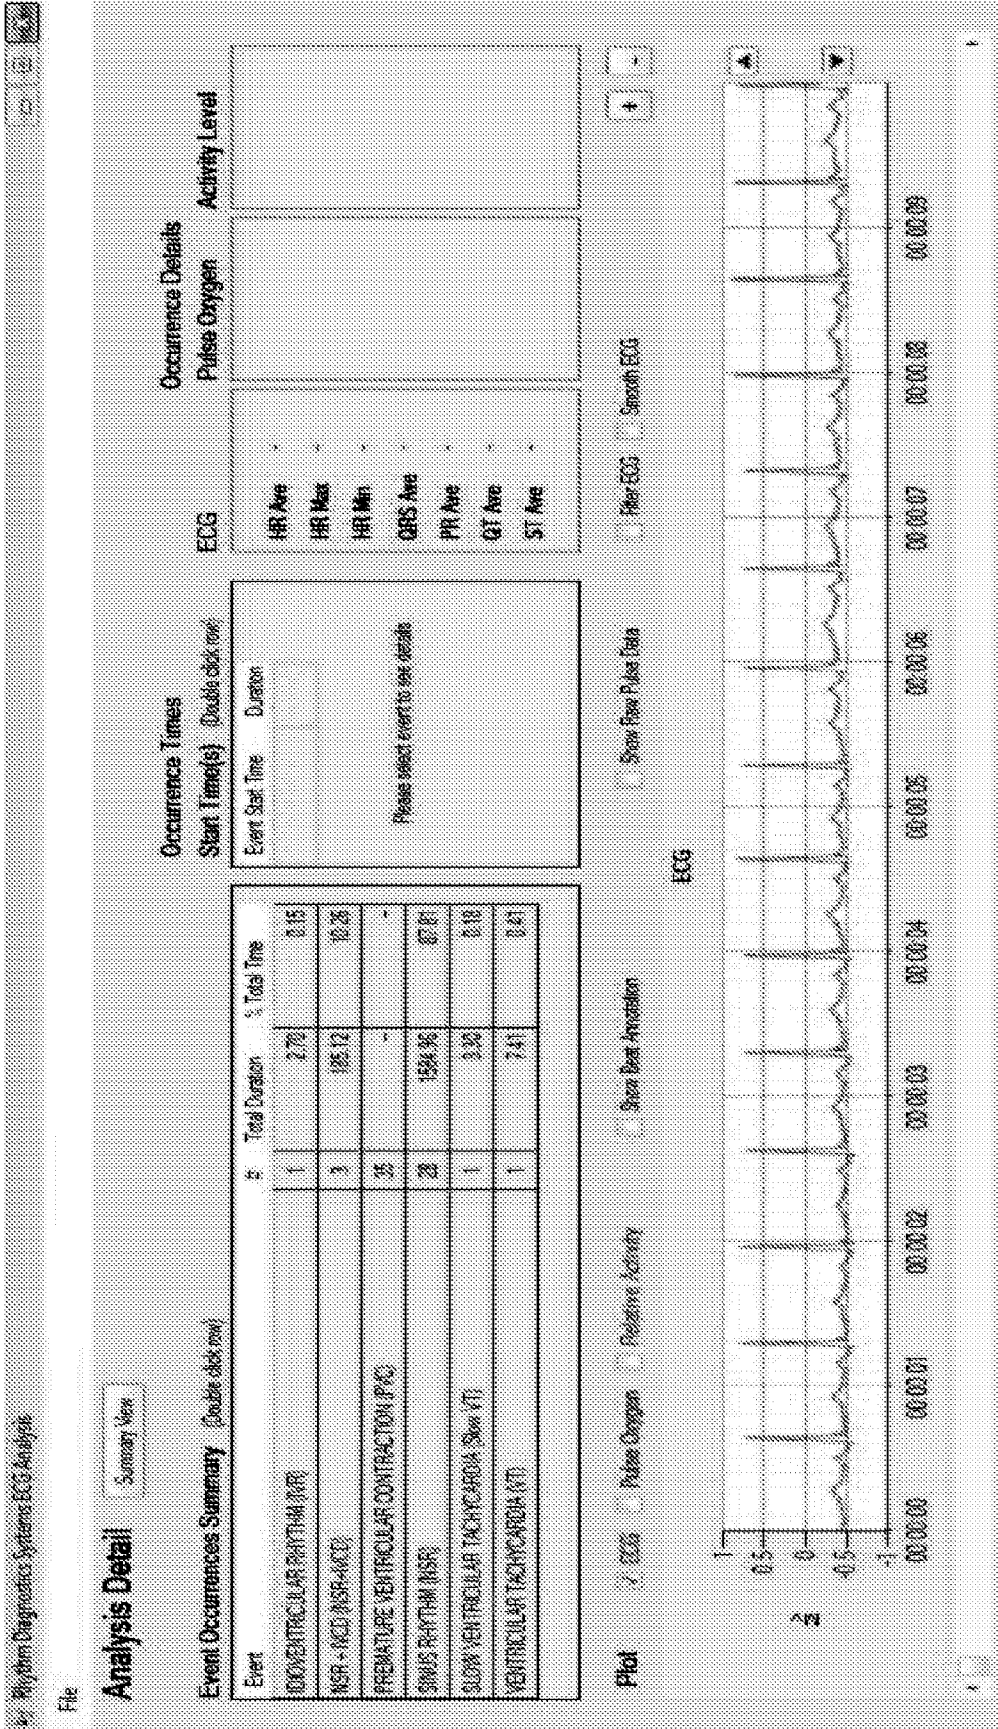 Rhythm Diagnostics Systems ECG Analysis
File
Analysis Detail
Summary View
Occurrence Times
Occurrence Details
Event Occurrences Summary (Double click row)
Start Time(s) (Double click row)
ECG
Pulse Oxygen
Activity Level
Event # Total Duration % Total Time
IDIOVENTRICULAR RHYTHM (IVR) 1 2.70 0.15
NSR + IVCD (NSR+IVCD) 3 185.12 10.26
PREMATURE VENTRICULAR CONTRACTION (PVC) 25 - -
SINUS RHYTHM (NSR) 28 1584.96 87.81
SLOW VENTRICULAR TACHYCARDIA (Slow VT) 1 3.30 0.18
VENTRICULAR TACHYCARDIA (VT) 1 7.41 0.41
Event Start Time Duration
Please select event to see details
HR Ave -
HR Max -
HR Min -
QRS Ave -
PR Ave -
QT Ave -
ST Ave -
Plot
ECG
Pulse Oxygen
Relative Activity
Show Beat Annotation
Show Raw Pulse Data
Filter ECG
Smooth ECG
+ -
ECG
1
0.5
0
-0.5
-1
00:00:00 00:00:01 00:00:02 00:00:03 00:00:04 00:00:05 00:00:06 00:00:07 00:00:08 00:00:09